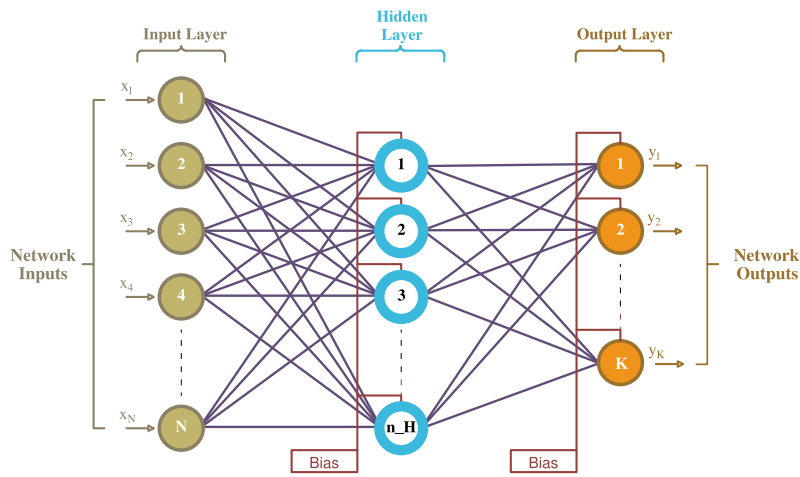 Input Layer
Hidden
Layer
Output Layer
x1
1
x2
2
1
1
y1
x3
3
2
2
y2
Network
Inputs
Network
Outputs
x4
4
3
K
yK
xN
N
n_H
Bias
Bias